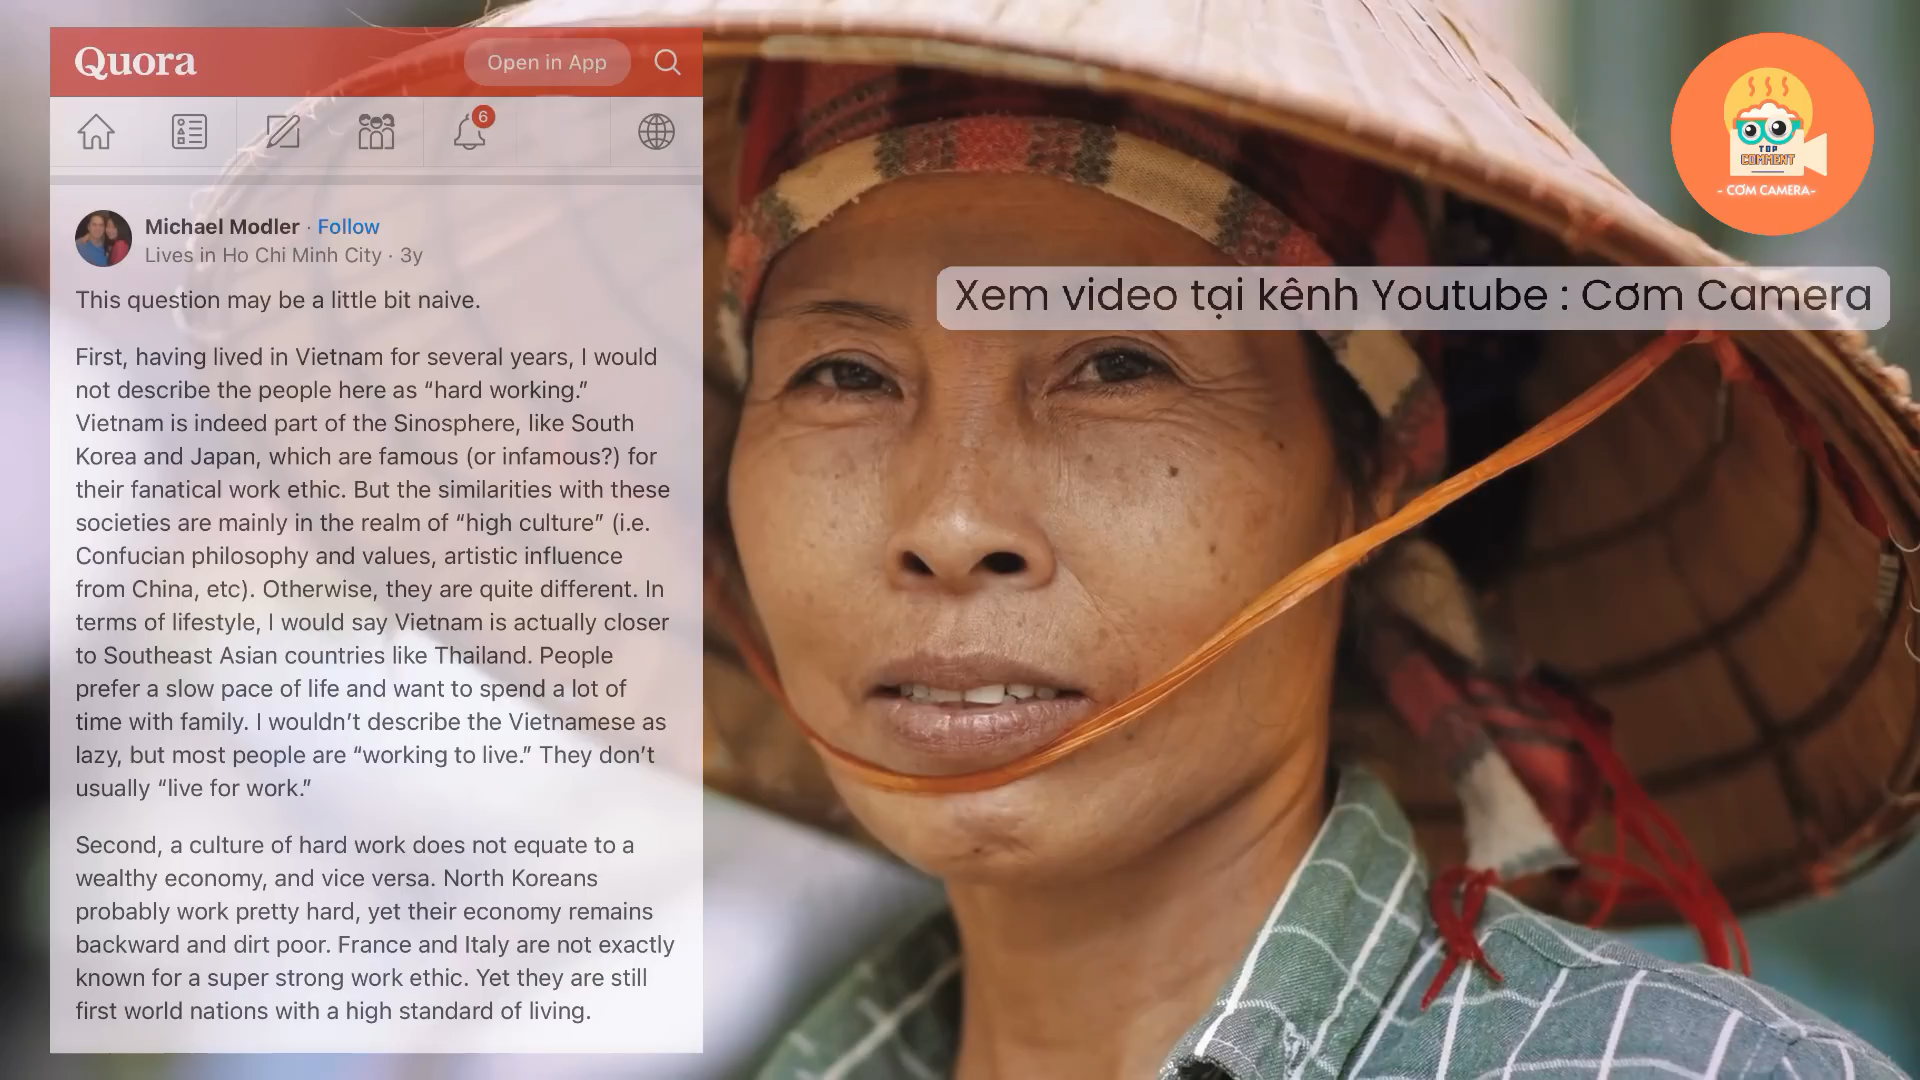 Quora
Open in App
6
Michael Modler · Follow
Lives in Ho Chi Minh City · 3y
This question may be a little bit naive.
First, having lived in Vietnam for several years, I would
not describe the people here as “hard working.”
Vietnam is indeed part of the Sinosphere, like South
Korea and Japan, which are famous (or infamous?) for
their fanatical work ethic. But the similarities with these
societies are mainly in the realm of “high culture” (i.e.
Confucian philosophy and values, artistic influence
from China, etc). Otherwise, they are quite different. In
terms of lifestyle, I would say Vietnam is actually closer
to Southeast Asian countries like Thailand. People
prefer a slow pace of life and want to spend a lot of
time with family. I wouldn’t describe the Vietnamese as
lazy, but most people are “working to live.” They don’t
usually “live for work.”
Second, a culture of hard work does not equate to a
wealthy economy, and vice versa. North Koreans
probably work pretty hard, yet their economy remains
backward and dirt poor. France and Italy are not exactly
known for a super strong work ethic. Yet they are still
first world nations with a high standard of living.
TOP
COMMENT
- CƠM CAMERA-
Xem video tại kênh Youtube : Cơm Camera